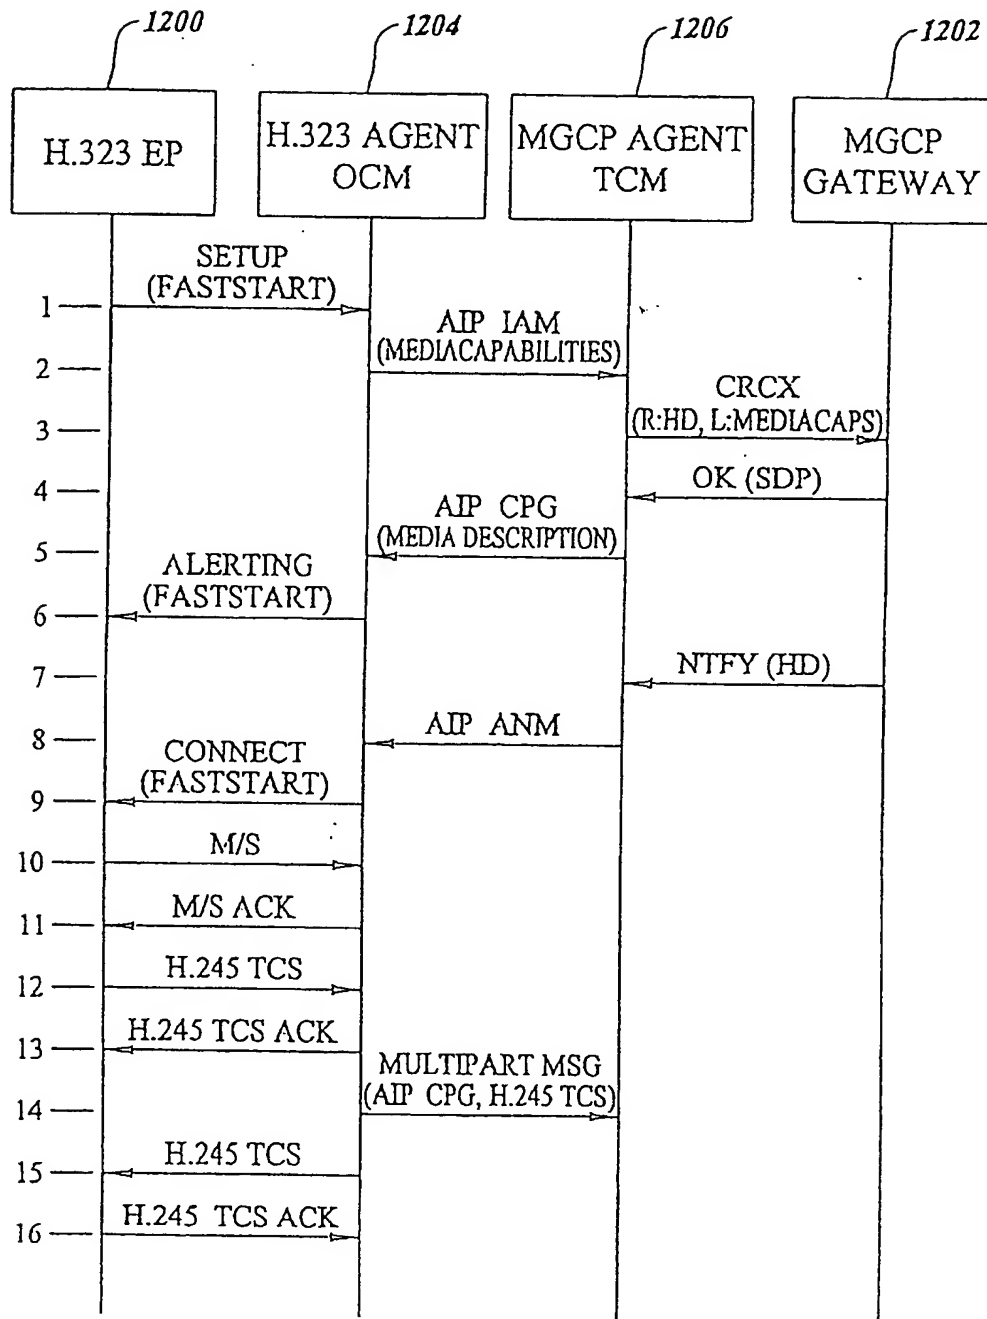 1200
1204
1206
1202
H.323 EP
H.323 AGENT
OCM
MGCP AGENT
TCM
MGCP
GATEWAY
SETUP
(FASTSTART)
1
AIP IAM
(MEDIACAPABILITIES)
2
CRCX
(R:HD, L:MEDIACAPS)
3
OK (SDP)
4
AIP CPG
(MEDIA DESCRIPTION)
5
ALERTING
(FASTSTART)
6
NTFY (HD)
7
AIP ANM
8
CONNECT
(FASTSTART)
9
M/S
10
M/S ACK
11
H.245 TCS
12
H.245 TCS ACK
13
MULTIPART MSG
(AIP CPG, H.245 TCS)
14
H.245 TCS
15
H.245 TCS ACK
16